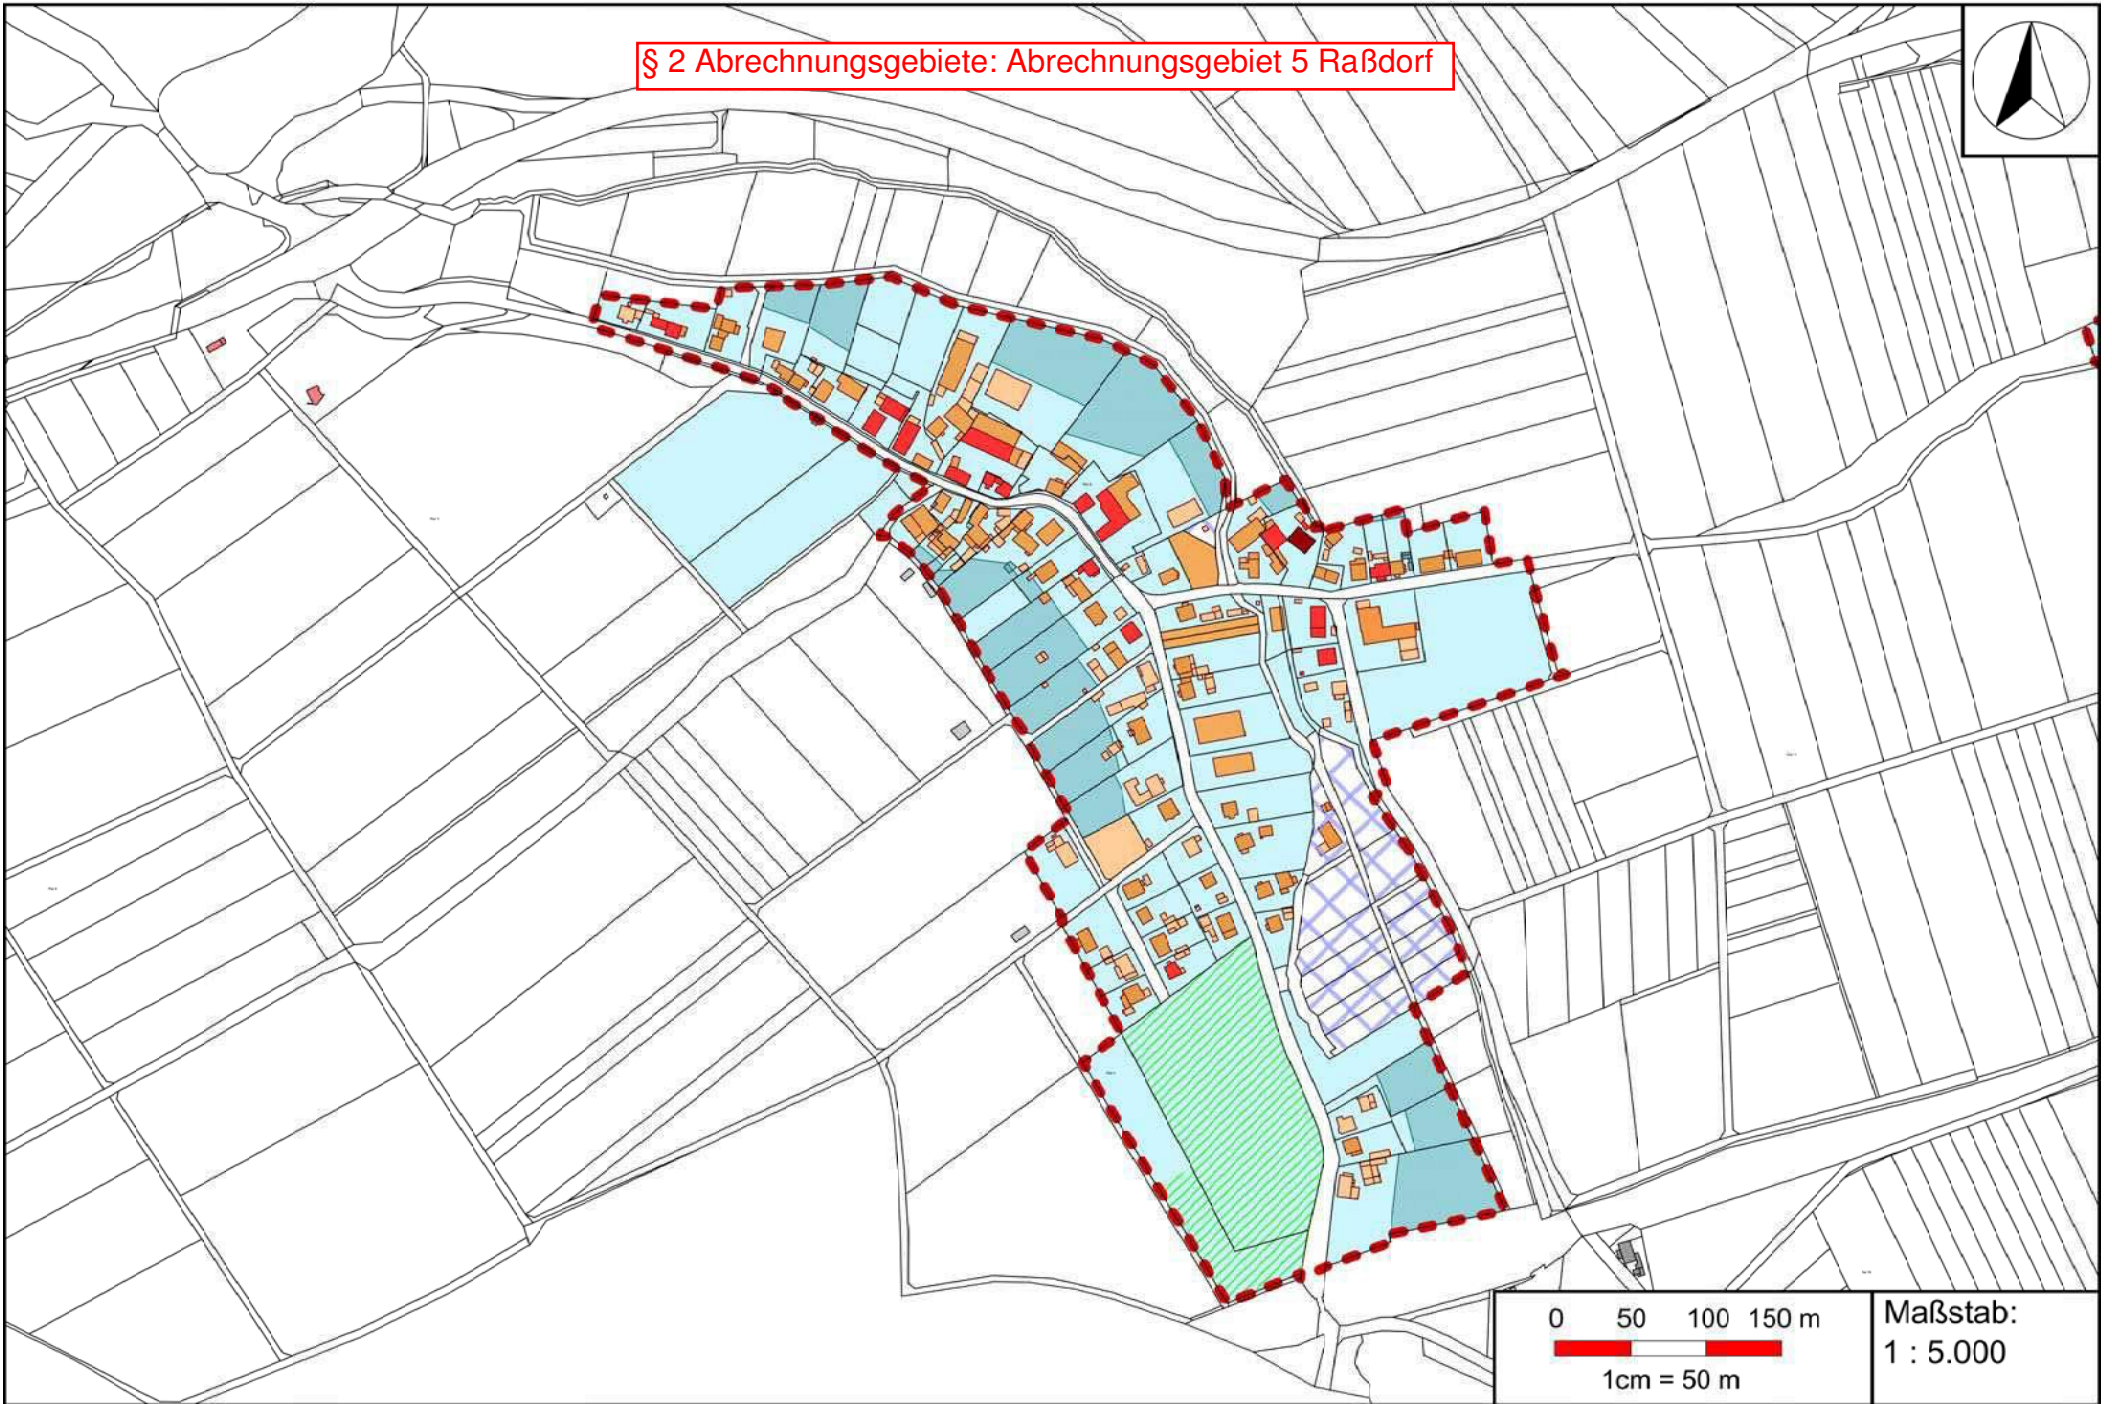 § 2 Abrechnungsgebiete: Abrechnungsgebiet 5 Raßdorf
0 50 100 150 m
1cm = 50 m
Maßstab:
1 : 5.000